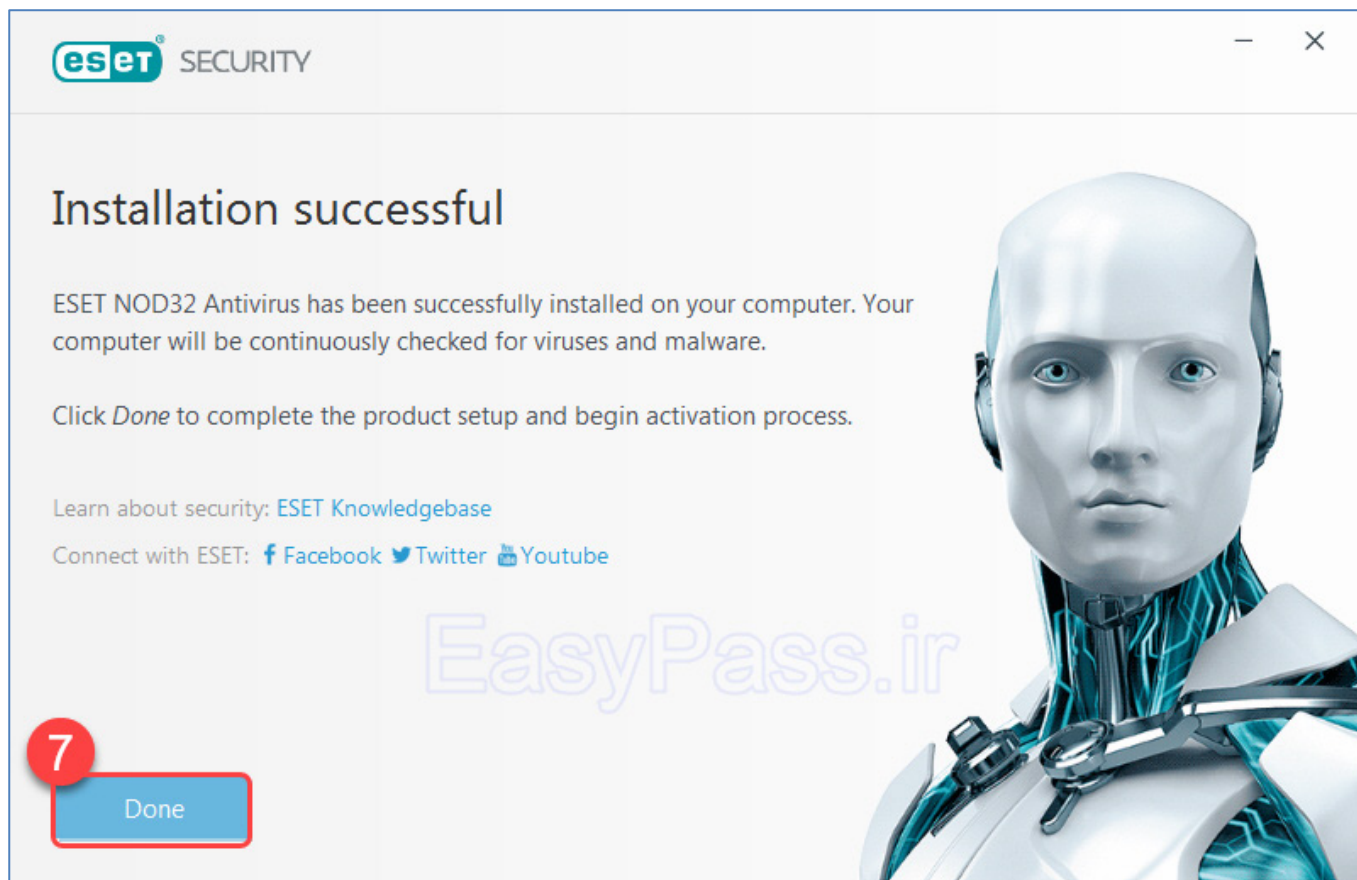 eseT® SECURITY
Installation successful
ESET NOD32 Antivirus has been successfully installed on your computer. Your
computer will be continuously checked for viruses and malware.
Click Done to complete the product setup and begin activation process.
Learn about security: ESET Knowledgebase
Connect with ESET: f Facebook Twitter You Tube Youtube
EasyPass.ir
7
Done